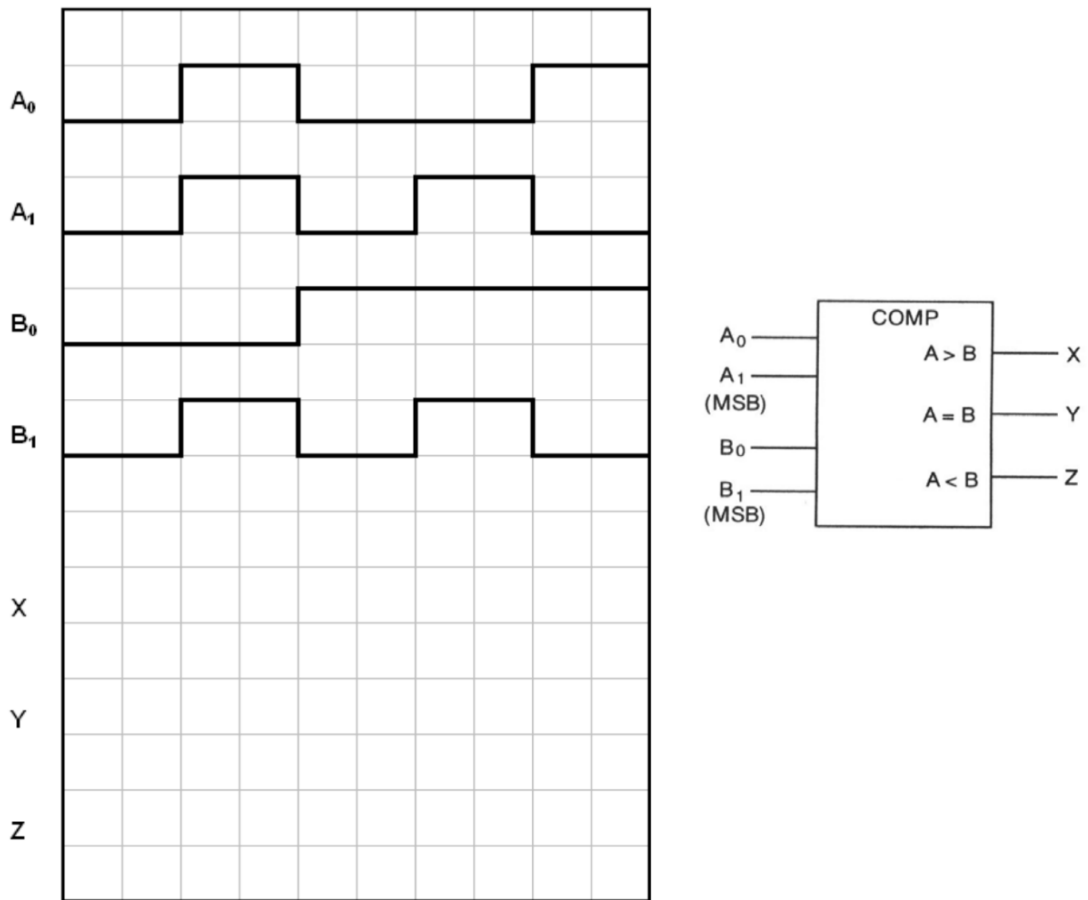 A₀
A₁
B₀
B₁
X
Y
Z
COMP
A₀
A > B
X
A₁
(MSB)
A = B
Y
B₀
A < B
Z
B₁
(MSB)